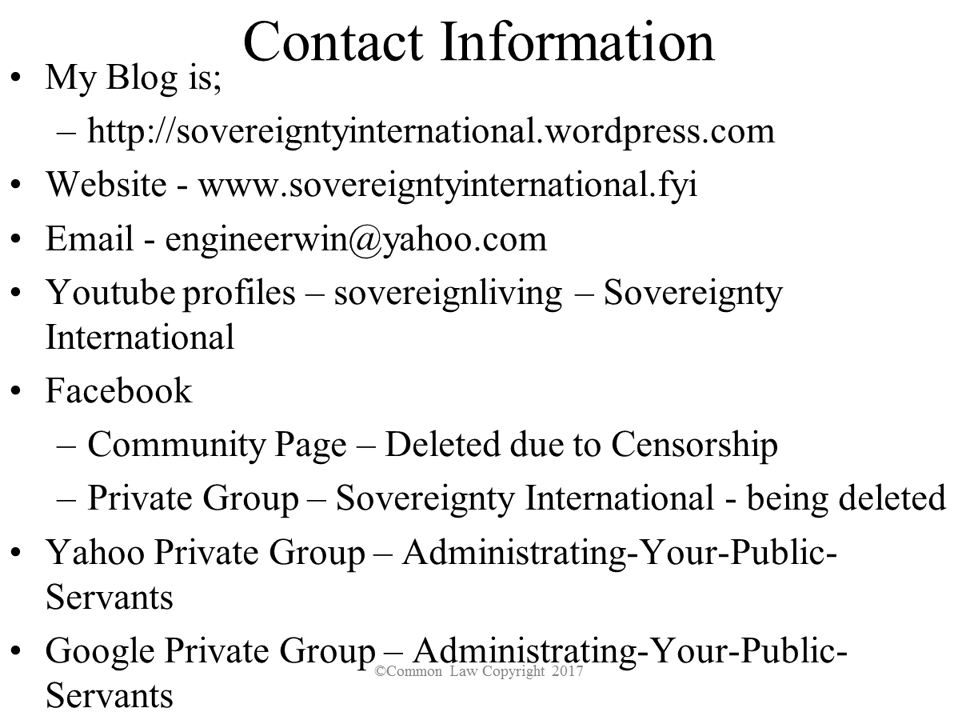 Contact Information
• My Blog is;
– http://sovereigntyinternational.wordpress.com
• Website - www.sovereigntyinternational.fyi
• Email - engineerwin@yahoo.com
• Youtube profiles – sovereignliving – Sovereignty
International
• Facebook
– Community Page – Deleted due to Censorship
– Private Group – Sovereignty International - being deleted
• Yahoo Private Group – Administrating-Your-Public-
Servants
• Google Private Group – Administrating-Your-Public-
Servants
©Common Law Copyright 2017